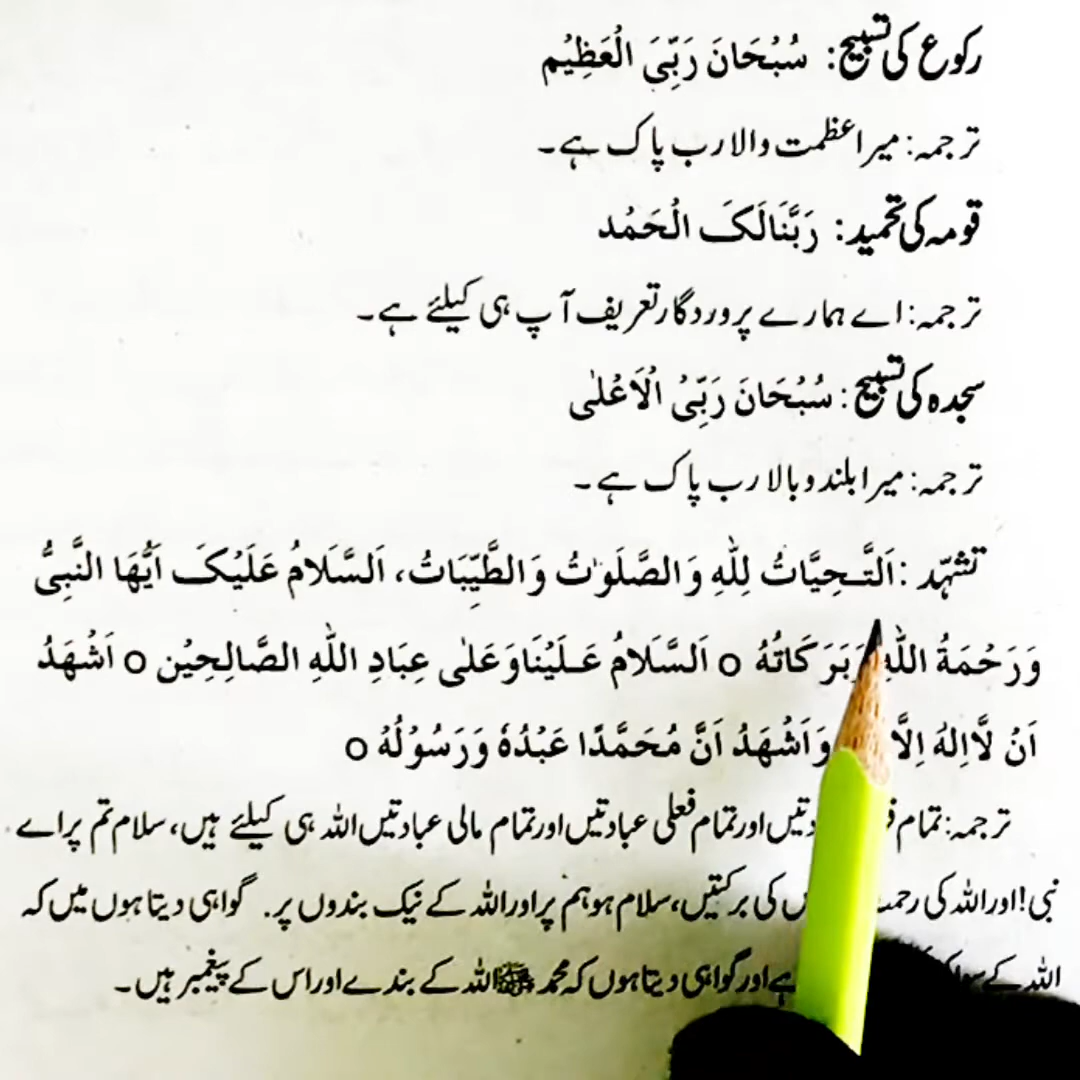 رکوع کی تسبیح: سُبْحَانَ رَبِّیَ الْعَظِیْم
ترجمہ: میرا عظمت والا رب پاک ہے۔
قومہ کی تحمید: رَبَّنَالَکَ الْحَمْد
ترجمہ: اے ہمارے پروردگار تعریف آپ ہی کیلئے ہے۔
سجدہ کی تسبیح: سُبْحَانَ رَبِّیُ الْاَعْلٰی
ترجمہ: میرا بلند و بالا رب پاک ہے۔
تشہّد: اَلتَّحِیَّاتُ لِلّٰہِ وَالصَّلَوٰتُ وَالطَّیِّبَاتُ، اَلسَّلَامُ عَلَیْکَ اَیُّھَا النَّبِیُّ
وَرَحْمَۃُ اللّٰہِ بَرَکَاتُہٗ o اَلسَّلَامُ عَلَیْنَاوَعَلٰی عِبَادِ اللّٰہِ الصَّالِحِیْن o اَشْھَدُ
اَنْ لَّااِلٰہَ اِلَّا وَاَشْھَدُ اَنَّ مُحَمَّدًا عَبْدُہٗ وَرَسُوْلُہٗ o
ترجمہ: تمام اور تمام فعلی عبادتیں اور تمام مالی عبادتیں اللہ ہی کیلئے ہیں، سلام تم پر اے
نبی! اور اللہ کی کی برکتیں، سلام ہو ہم پر اور اللہ کے نیک بندوں پر. گواہی دیتا ہوں میں کہ
اللہ کے ہے اور گواہی دیتا ہوں کہ محمد ﷺ اللہ کے بندے اور اس کے پیغمبر ہیں۔